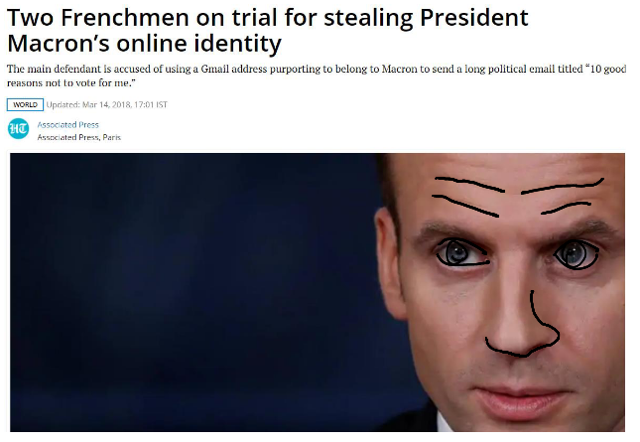 Two Frenchmen on trial for stealing President
Macron’s online identity
The main defendant is accused of using a Gmail address purporting to belong to Macron to send a long political email titled “10 good
reasons not to vote for me.”
WORLD Updated: Mar 14, 2018, 17:01 IST
HT Associated Press
Associated Press, Paris